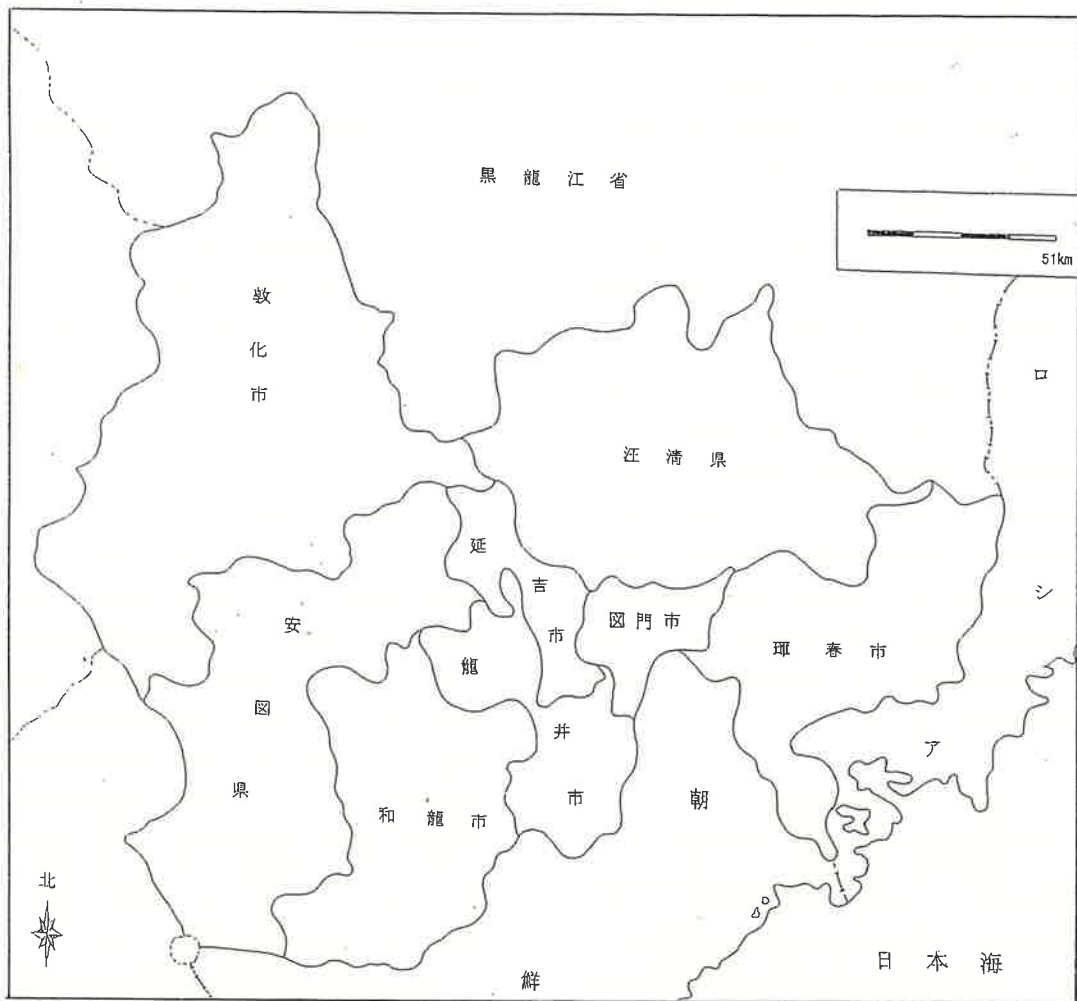 黒龍江省
51km
敦化市
ロシア
汪清県
延吉市
図門市
琿春市
安図県
龍井市
和龍市
朝鮮
北
日本海